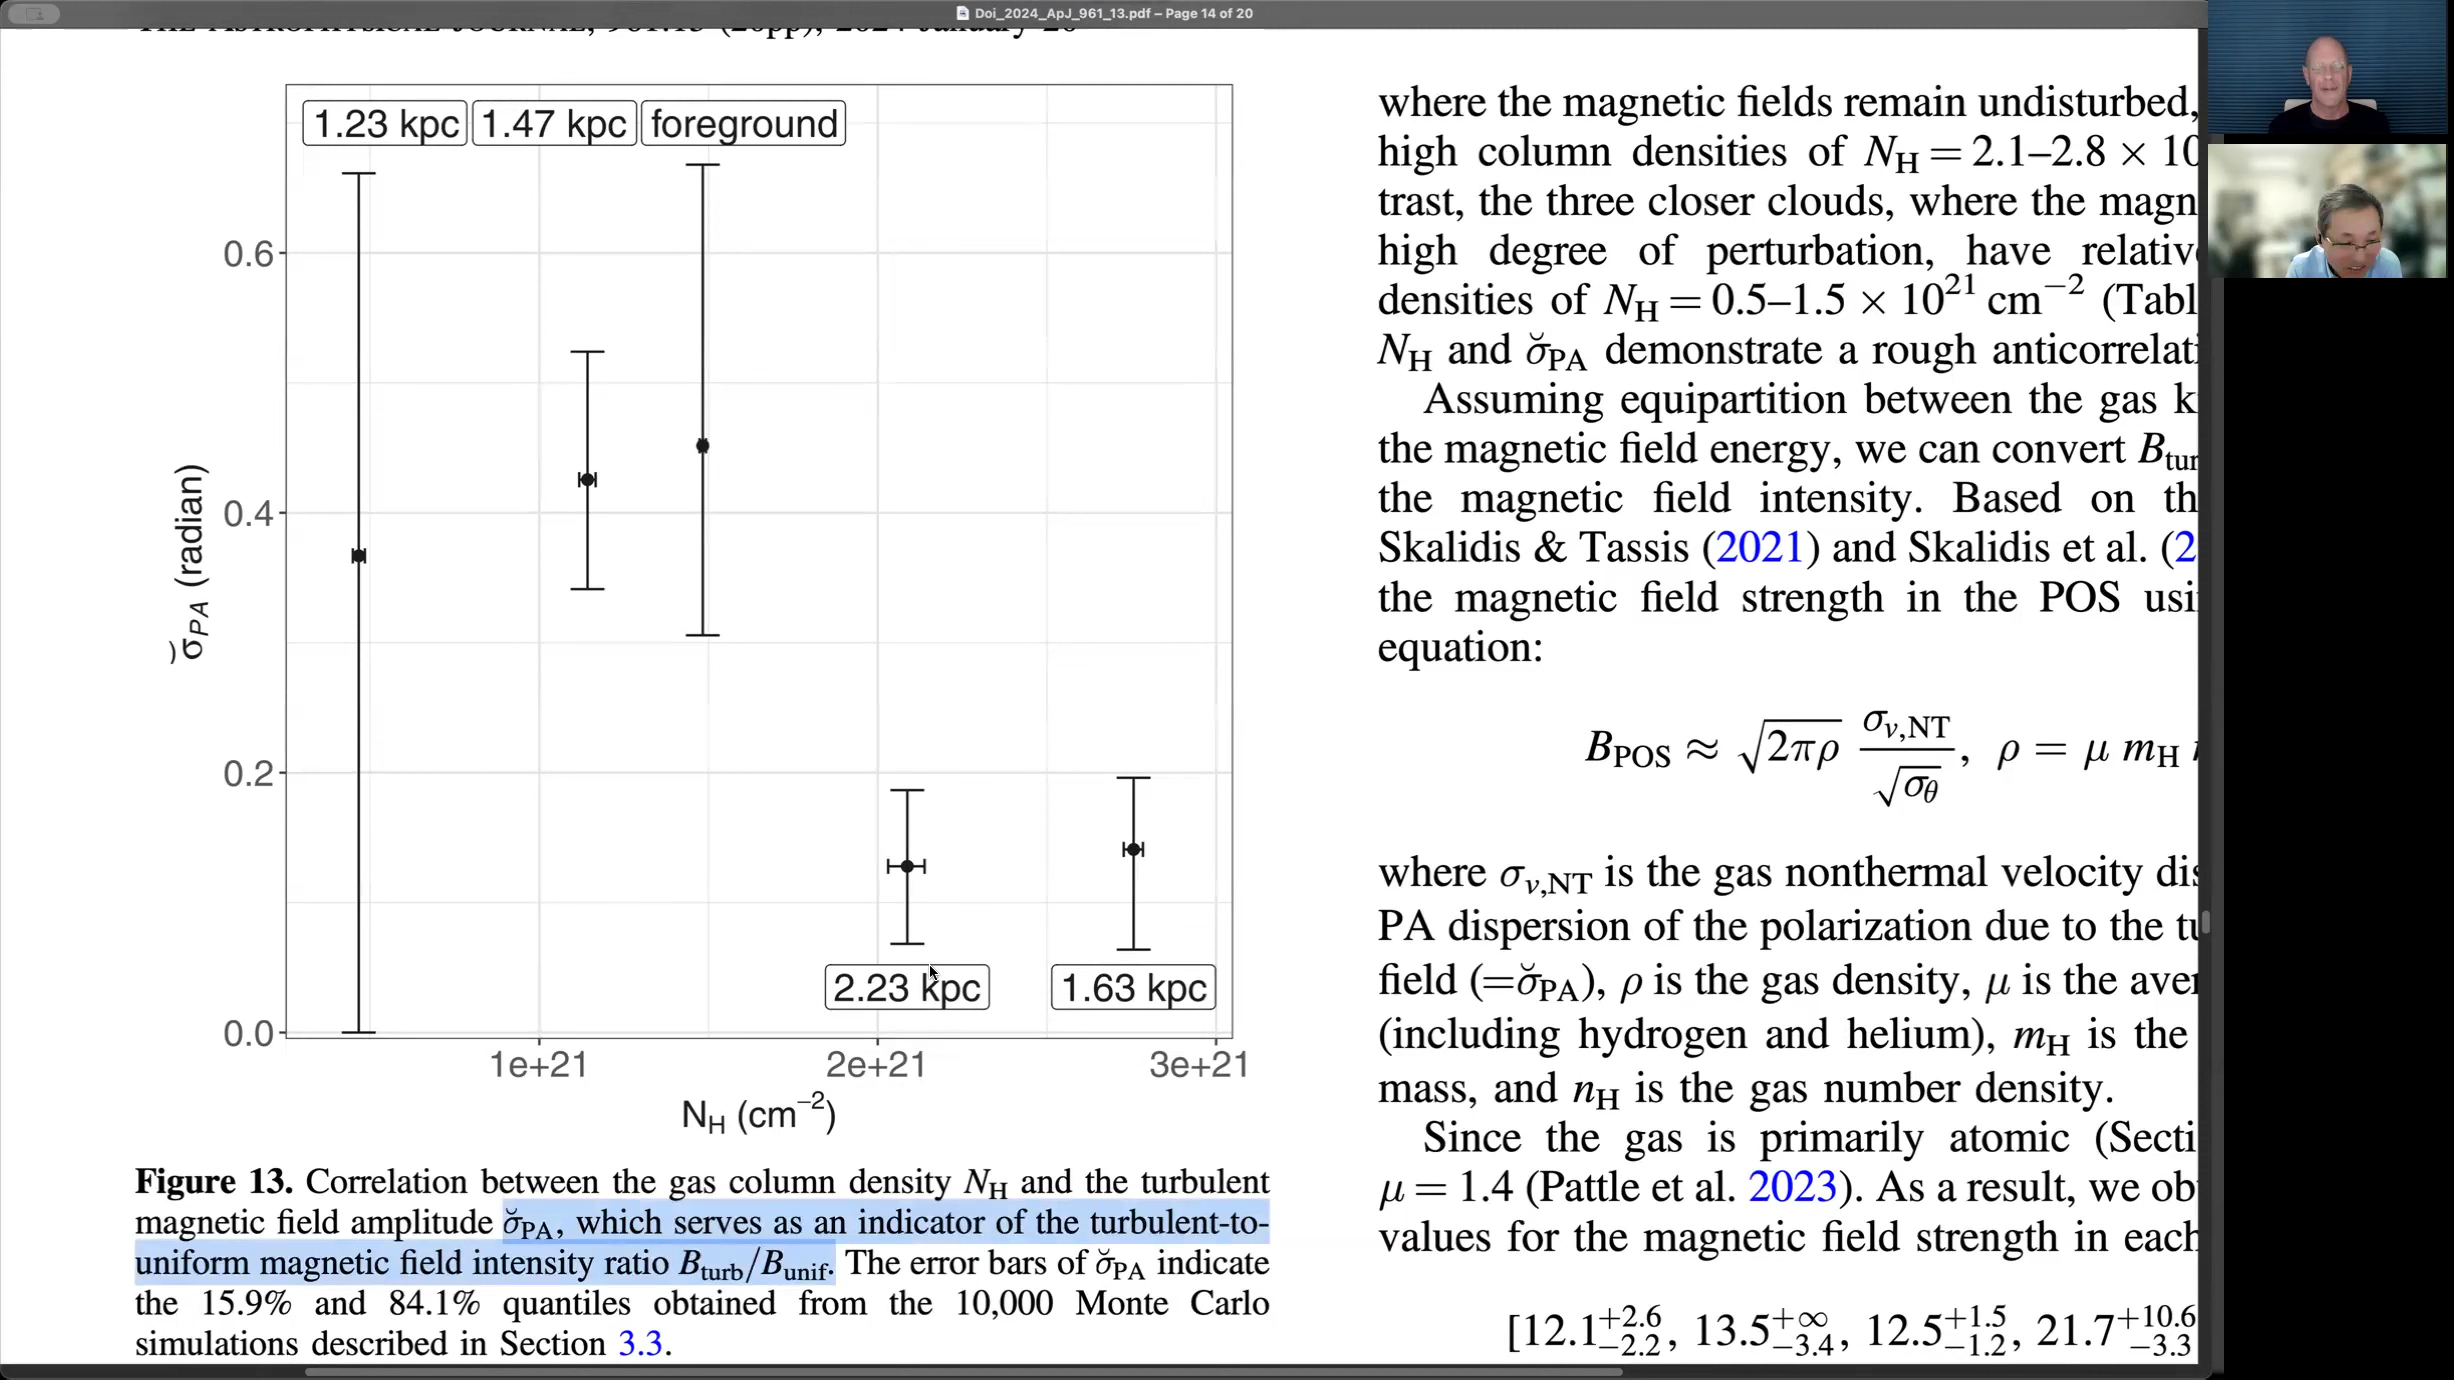 Doi_2024_ApJ_961_13.pdf – Page 14 of 20
THE ASTROPHYSICAL JOURNAL, 961:13 (20pp), 2024 January 20
1.23 kpc 1.47 kpc foreground
0.6
0.4
0.2
0.0
σ̆PA (radian)
2.23 kpc 1.63 kpc
1e+21 2e+21 3e+21
NH (cm−2)
Figure 13. Correlation between the gas column density NH and the turbulent
magnetic field amplitude σ̆PA, which serves as an indicator of the turbulent-to-
uniform magnetic field intensity ratio Bturb/Bunif. The error bars of σ̆PA indicate
the 15.9% and 84.1% quantiles obtained from the 10,000 Monte Carlo
simulations described in Section 3.3.
where the magnetic fields remain undisturbed,
high column densities of NH = 2.1–2.8 × 10
trast, the three closer clouds, where the magn
high degree of perturbation, have relativ
densities of NH = 0.5–1.5 × 10²¹ cm−2 (Tabl
NH and σ̆PA demonstrate a rough anticorrelati
Assuming equipartition between the gas k
the magnetic field energy, we can convert Btur
the magnetic field intensity. Based on th
Skalidis & Tassis (2021) and Skalidis et al. (2
the magnetic field strength in the POS usi
equation:
BPOS ≈ √2πρ σv,NT/√σθ, ρ = μ mH
where σv,NT is the gas nonthermal velocity dis
PA dispersion of the polarization due to the tu
field (=σ̆PA), ρ is the gas density, μ is the aver
(including hydrogen and helium), mH is the
mass, and nH is the gas number density.
Since the gas is primarily atomic (Secti
μ = 1.4 (Pattle et al. 2023). As a result, we ob
values for the magnetic field strength in each
[12.1+2.6−2.2, 13.5+∞−3.4, 12.5+1.5−1.2, 21.7+10.6−3.3